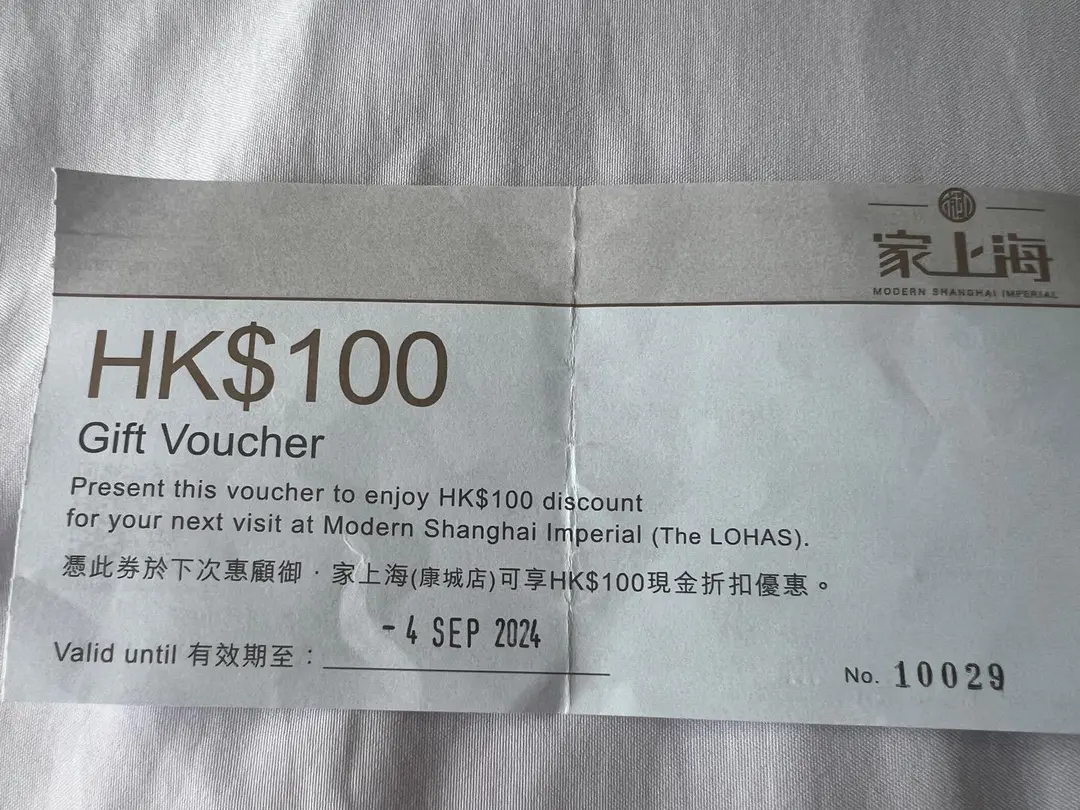 御
家上海
MODERN SHANGHAI IMPERIAL
HK$100
Gift Voucher
Present this voucher to enjoy HK$100 discount
for your next visit at Modern Shanghai Imperial (The LOHAS).
憑此券於下次惠顧御 · 家上海(康城店)可享HK$100現金折扣優惠。
Valid until 有效期至：- 4 SEP 2024
No. 10029